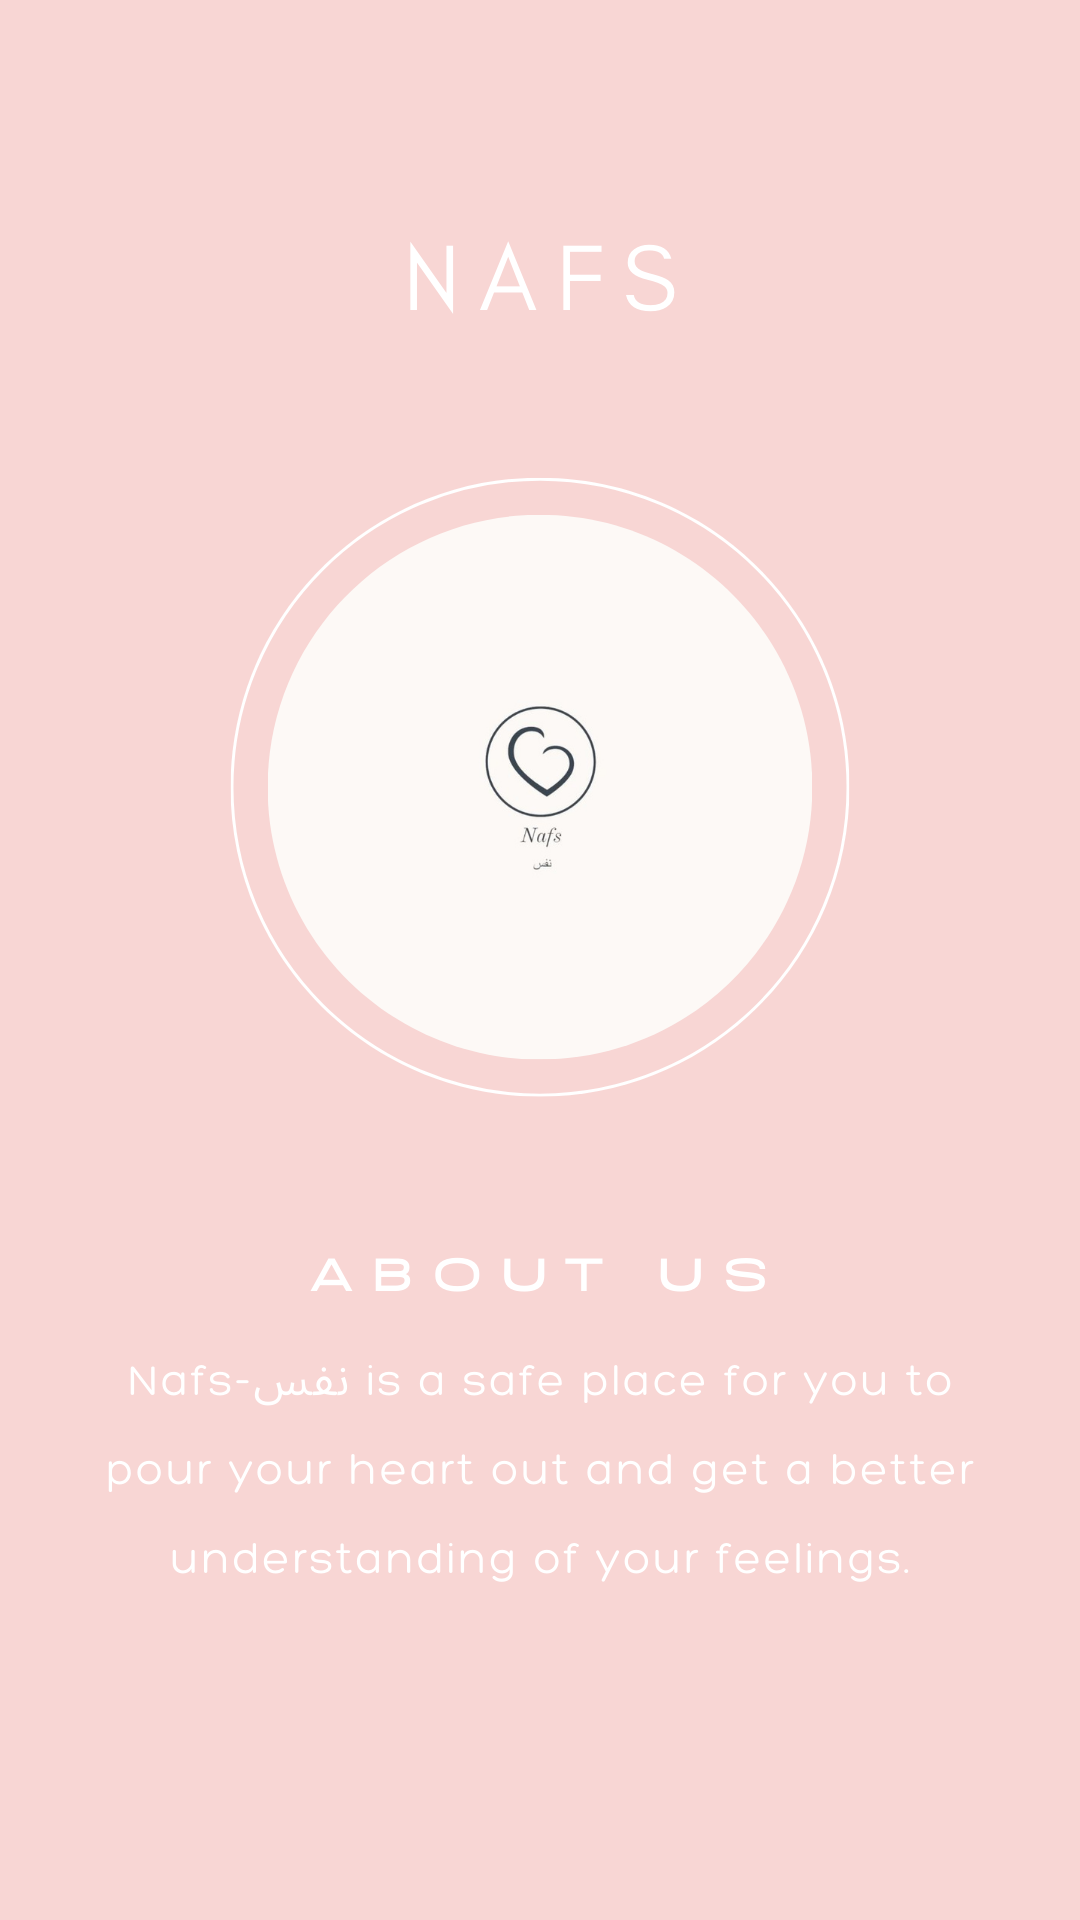 NAFS
Nafs
نفس
ABOUT US
Nafs-نفس is a safe place for you to
pour your heart out and get a better
understanding of your feelings.